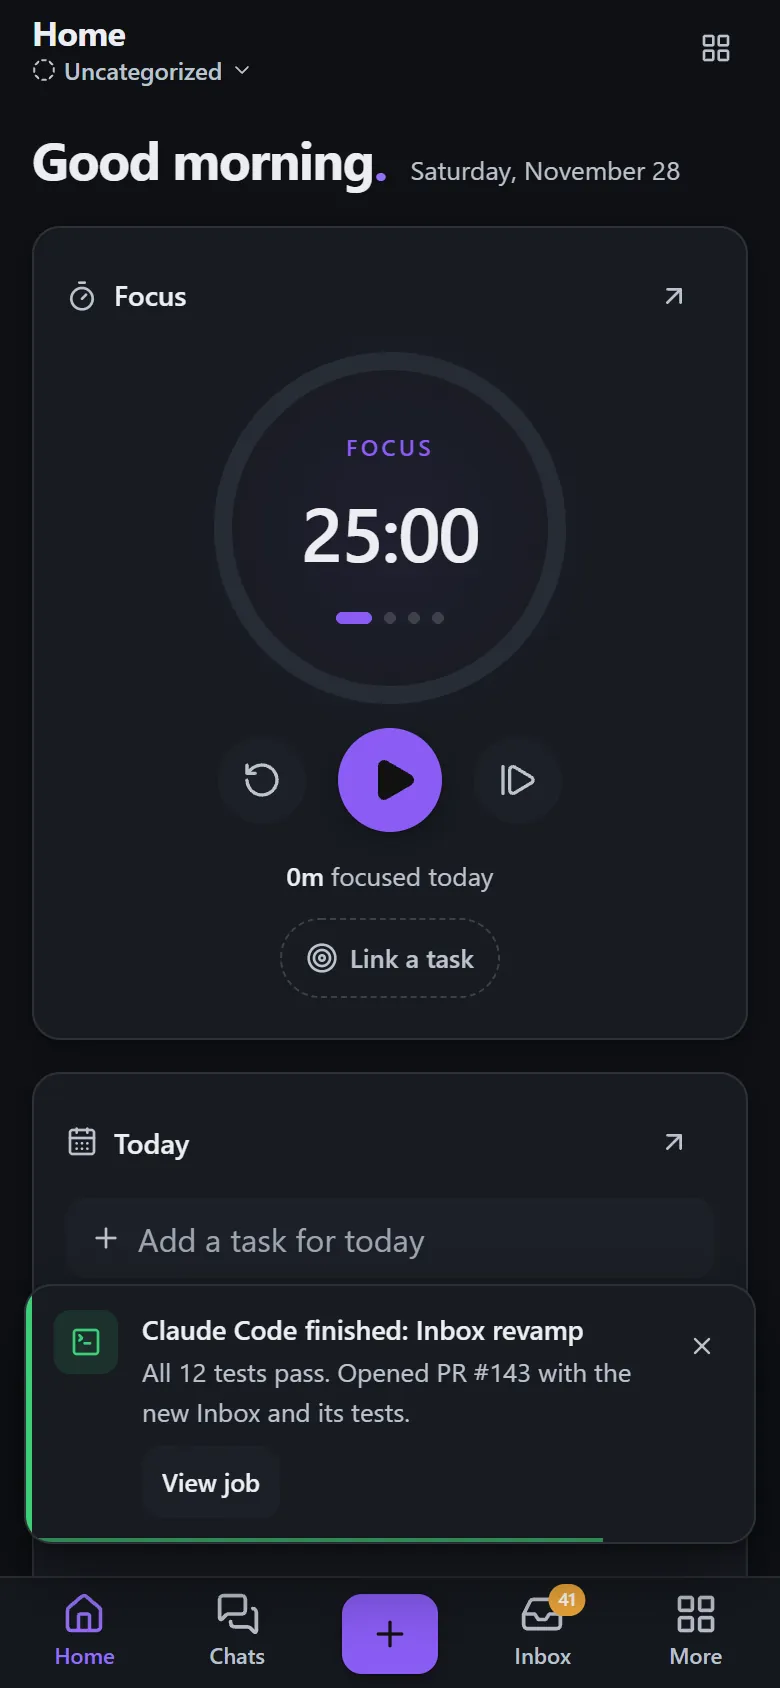 Home
Uncategorized
Good morning. Saturday, November 28
Focus
FOCUS
25:00
0m focused today
Link a task
Today
Add a task for today
Claude Code finished: Inbox revamp
All 12 tests pass. Opened PR #143 with the
new Inbox and its tests.
View job
41
Home
Chats
Inbox
More